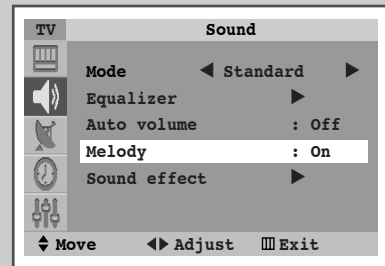 TV Sound
Mode ◀ Standard ▶
Equalizer ▶
Auto volume : Off
Melody : On
Sound effect ▶
Move Adjust Exit